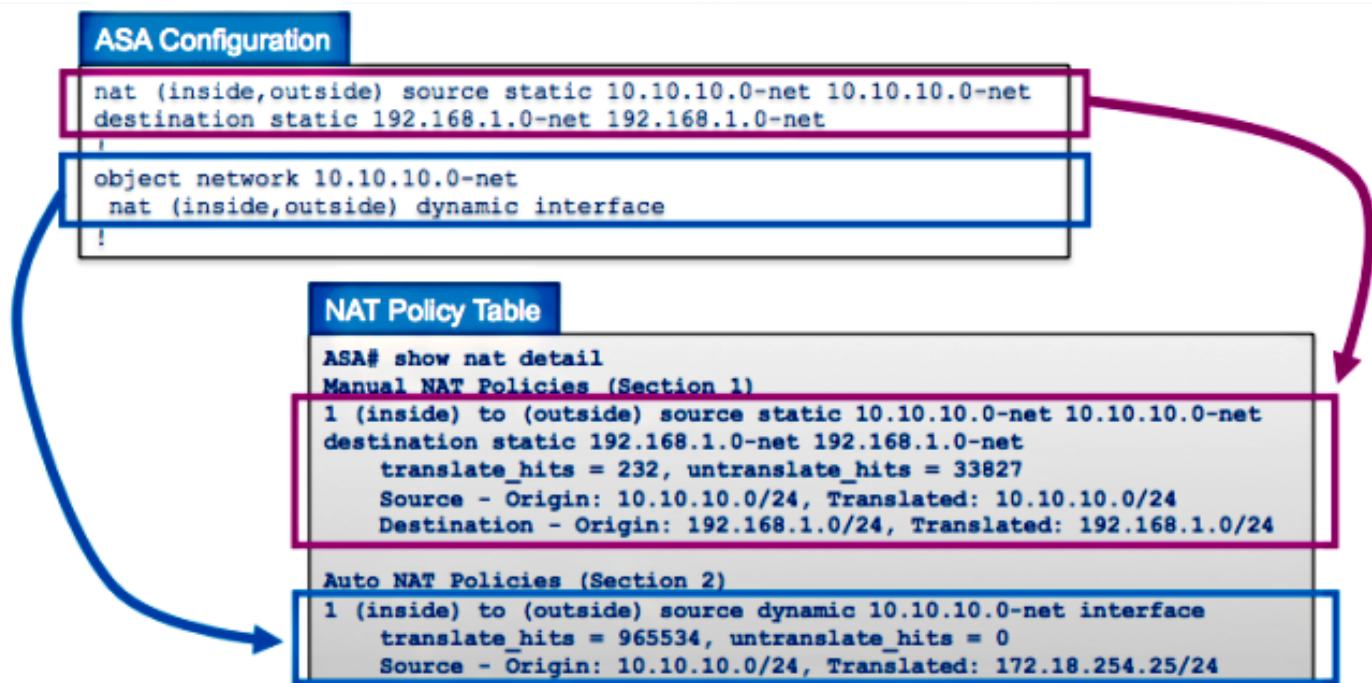 ASA Configuration
nat (inside,outside) source static 10.10.10.0-net 10.10.10.0-net
destination static 192.168.1.0-net 192.168.1.0-net
!
object network 10.10.10.0-net
 nat (inside,outside) dynamic interface
!
NAT Policy Table
ASA# show nat detail
Manual NAT Policies (Section 1)
1 (inside) to (outside) source static 10.10.10.0-net 10.10.10.0-net
destination static 192.168.1.0-net 192.168.1.0-net
    translate_hits = 232, untranslate_hits = 33827
    Source - Origin: 10.10.10.0/24, Translated: 10.10.10.0/24
    Destination - Origin: 192.168.1.0/24, Translated: 192.168.1.0/24
Auto NAT Policies (Section 2)
1 (inside) to (outside) source dynamic 10.10.10.0-net interface
    translate_hits = 965534, untranslate_hits = 0
    Source - Origin: 10.10.10.0/24, Translated: 172.18.254.25/24